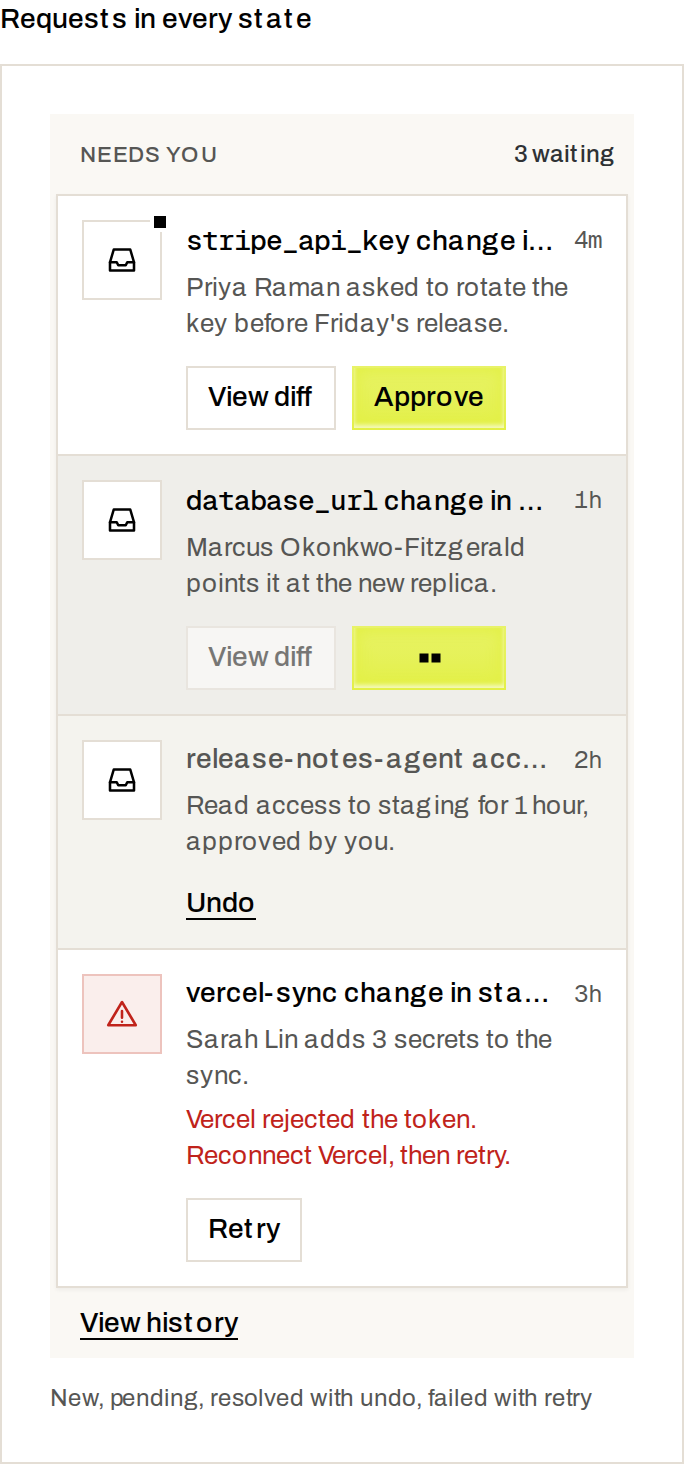 Requests in every state
NEEDS YOU
3 waiting
stripe_api_key change i...
4m
Priya Raman asked to rotate the
key before Friday's release.
View diff
Approve
database_url change in ...
1h
Marcus Okonkwo-Fitzgerald
points it at the new replica.
View diff
release-notes-agent acc...
2h
Read access to staging for 1 hour,
approved by you.
Undo
vercel-sync change in sta...
3h
Sarah Lin adds 3 secrets to the
sync.
Vercel rejected the token.
Reconnect Vercel, then retry.
Retry
View history
New, pending, resolved with undo, failed with retry